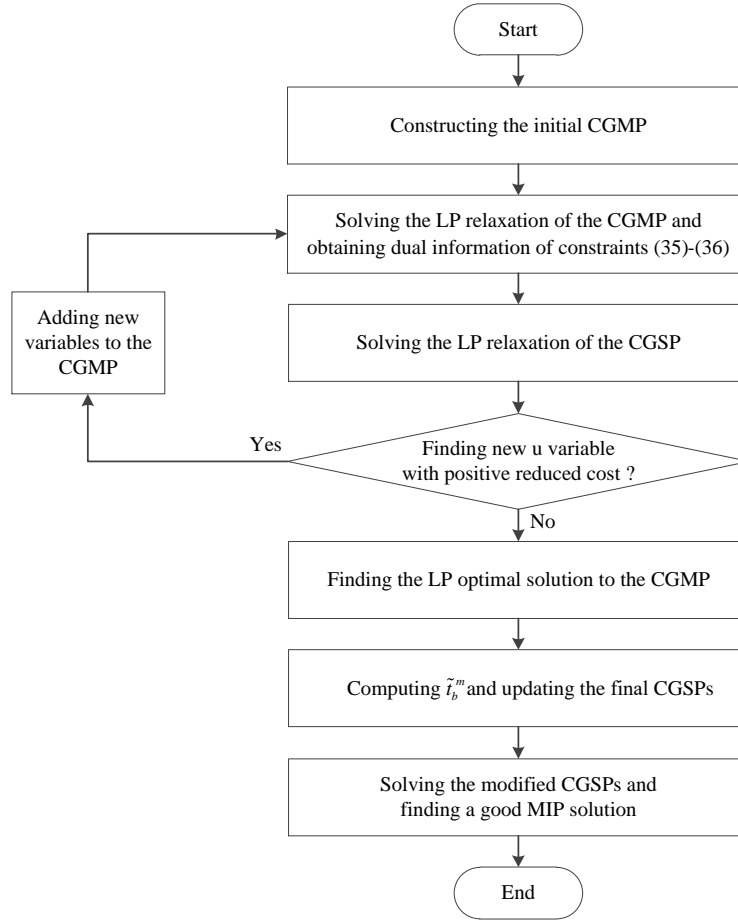 Start
Constructing the initial CGMP
Solving the LP relaxation of the CGMP and
obtaining dual information of constraints (35)-(36)
Adding new
variables to the
CGMP
Solving the LP relaxation of the CGSP
Yes
Finding new u variable
with positive reduced cost ?
No
Finding the LP optimal solution to the CGMP
Computing t̃_b^m and updating the final CGSPs
Solving the modified CGSPs and
finding a good MIP solution
End